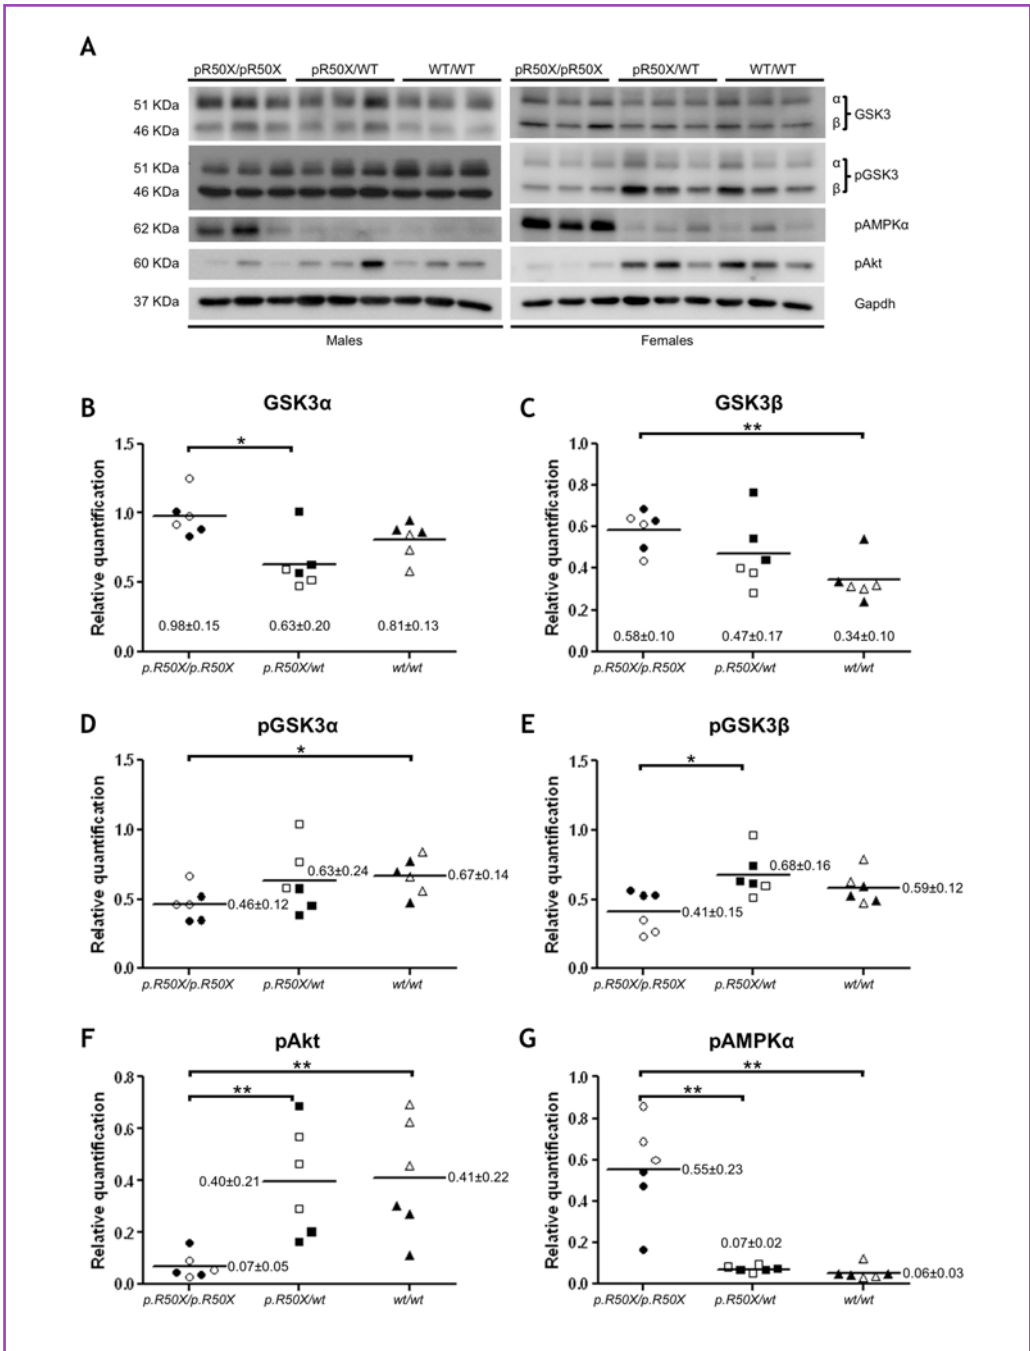 A
pR50X/pR50X pR50X/WT WT/WT pR50X/pR50X pR50X/WT WT/WT
51 KDa
46 KDa
α
β
GSK3
51 KDa
46 KDa
α
β
pGSK3
62 KDa
pAMPKα
60 KDa
pAkt
37 KDa
Gapdh
Males Females
B
GSK3α
Relative quantification
1.5
1.0
0.5
0.0
*
0.98±0.15 0.63±0.20 0.81±0.13
p.R50X/p.R50X p.R50X/wt wt/wt
C
GSK3β
Relative quantification
1.0
0.8
0.6
0.4
0.2
0.0
**
0.58±0.10 0.47±0.17 0.34±0.10
p.R50X/p.R50X p.R50X/wt wt/wt
D
pGSK3α
Relative quantification
1.5
1.0
0.5
0.0
*
0.46±0.12 0.63±0.24 0.67±0.14
p.R50X/p.R50X p.R50X/wt wt/wt
E
pGSK3β
Relative quantification
1.5
1.0
0.5
0.0
*
0.41±0.15 0.68±0.16 0.59±0.12
p.R50X/p.R50X p.R50X/wt wt/wt
F
pAkt
Relative quantification
0.8
0.6
0.4
0.2
0.0
**
**
0.07±0.05 0.40±0.21 0.41±0.22
p.R50X/p.R50X p.R50X/wt wt/wt
G
pAMPKα
Relative quantification
1.0
0.8
0.6
0.4
0.2
0.0
**
**
0.55±0.23 0.07±0.02 0.06±0.03
p.R50X/p.R50X p.R50X/wt wt/wt